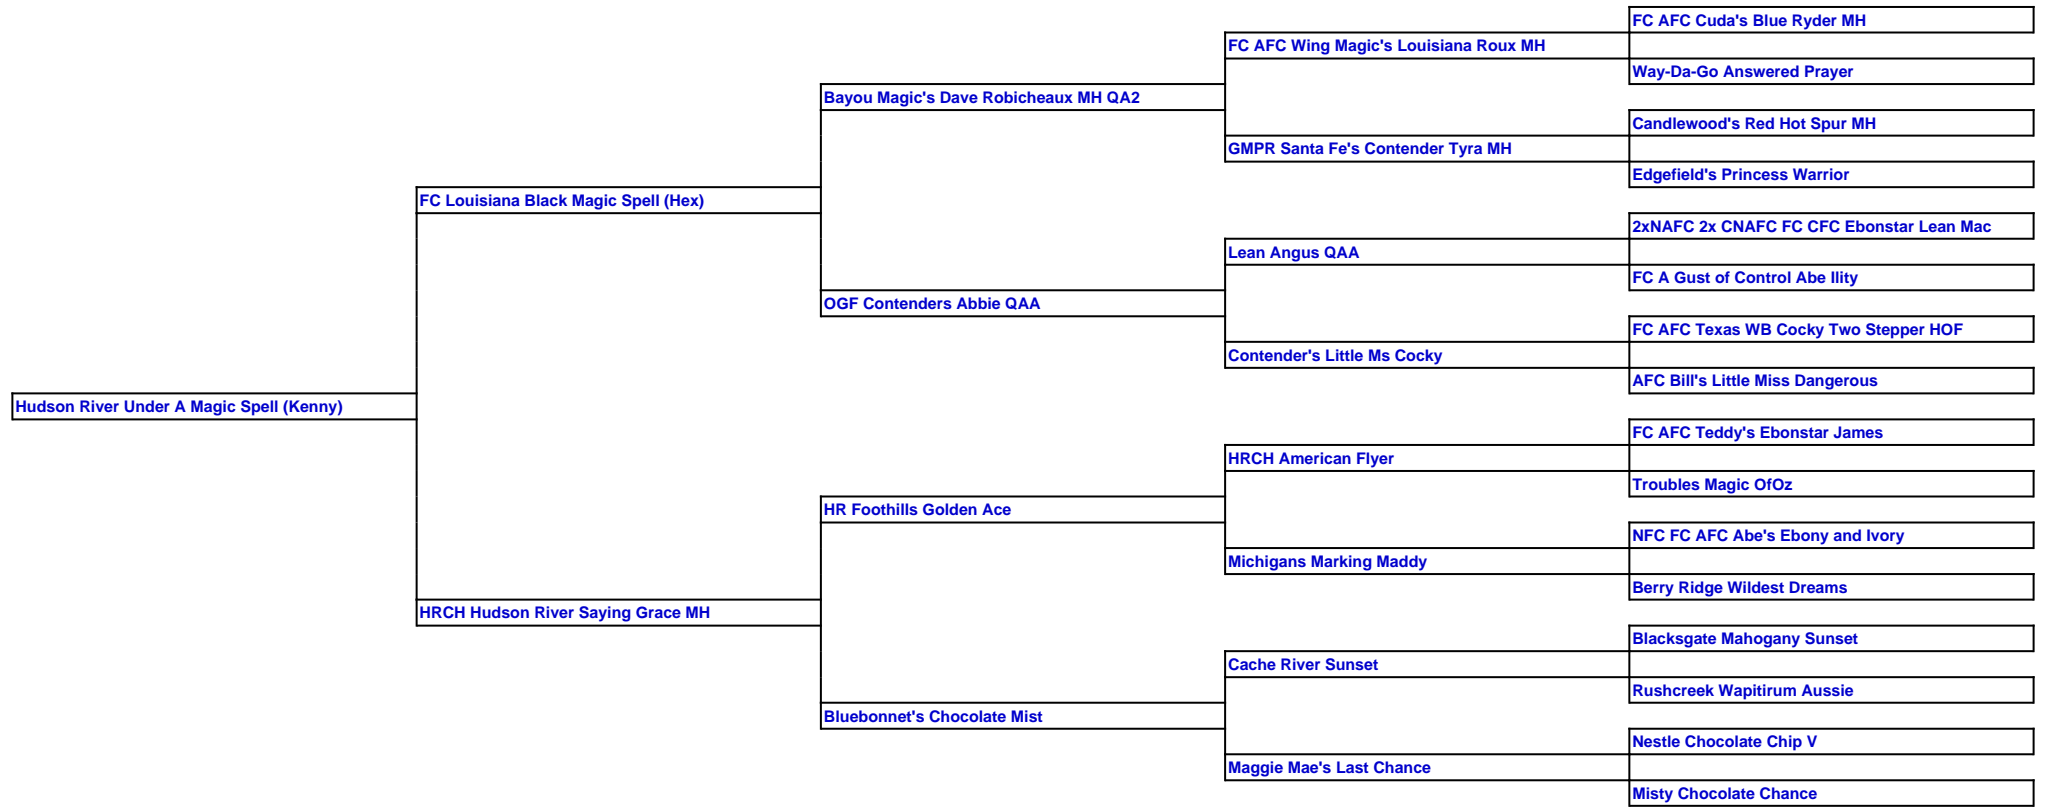 FC AFC Cuda's Blue Ryder MH
FC AFC Wing Magic's Louisiana Roux MH
Way-Da-Go Answered Prayer
Bayou Magic's Dave Robicheaux MH QA2
Candlewood's Red Hot Spur MH
GMPR Santa Fe's Contender Tyra MH
Edgefield's Princess Warrior
FC Louisiana Black Magic Spell (Hex)
2xNAFC 2x CNAFC FC CFC Ebonstar Lean Mac
Lean Angus QAA
FC A Gust of Control Abe Ility
OGF Contenders Abbie QAA
FC AFC Texas WB Cocky Two Stepper HOF
Contender's Little Ms Cocky
AFC Bill's Little Miss Dangerous
Hudson River Under A Magic Spell (Kenny)
FC AFC Teddy's Ebonstar James
HRCH American Flyer
Troubles Magic OfOz
HR Foothills Golden Ace
NFC FC AFC Abe's Ebony and Ivory
Michigans Marking Maddy
Berry Ridge Wildest Dreams
HRCH Hudson River Saying Grace MH
Blacksgate Mahogany Sunset
Cache River Sunset
Rushcreek Wapitirum Aussie
Bluebonnet's Chocolate Mist
Nestle Chocolate Chip V
Maggie Mae's Last Chance
Misty Chocolate Chance